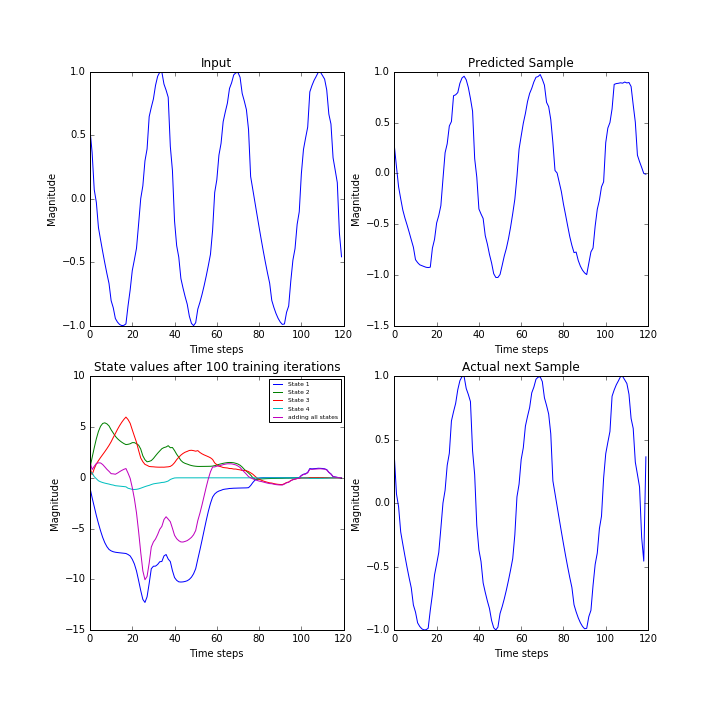 Input
Magnitude
1.0
0.5
0.0
−0.5
−1.0
0 20 40 60 80 100 120
Time steps
Predicted Sample
Magnitude
1.0
0.5
0.0
−0.5
−1.0
−1.5
0 20 40 60 80 100 120
Time steps
State values after 100 training iterations
Magnitude
10
5
0
−5
−10
−15
0 20 40 60 80 100 120
Time steps
State 1
State 2
State 3
State 4
adding all states
Actual next Sample
Magnitude
1.0
0.5
0.0
−0.5
−1.0
0 20 40 60 80 100 120
Time steps